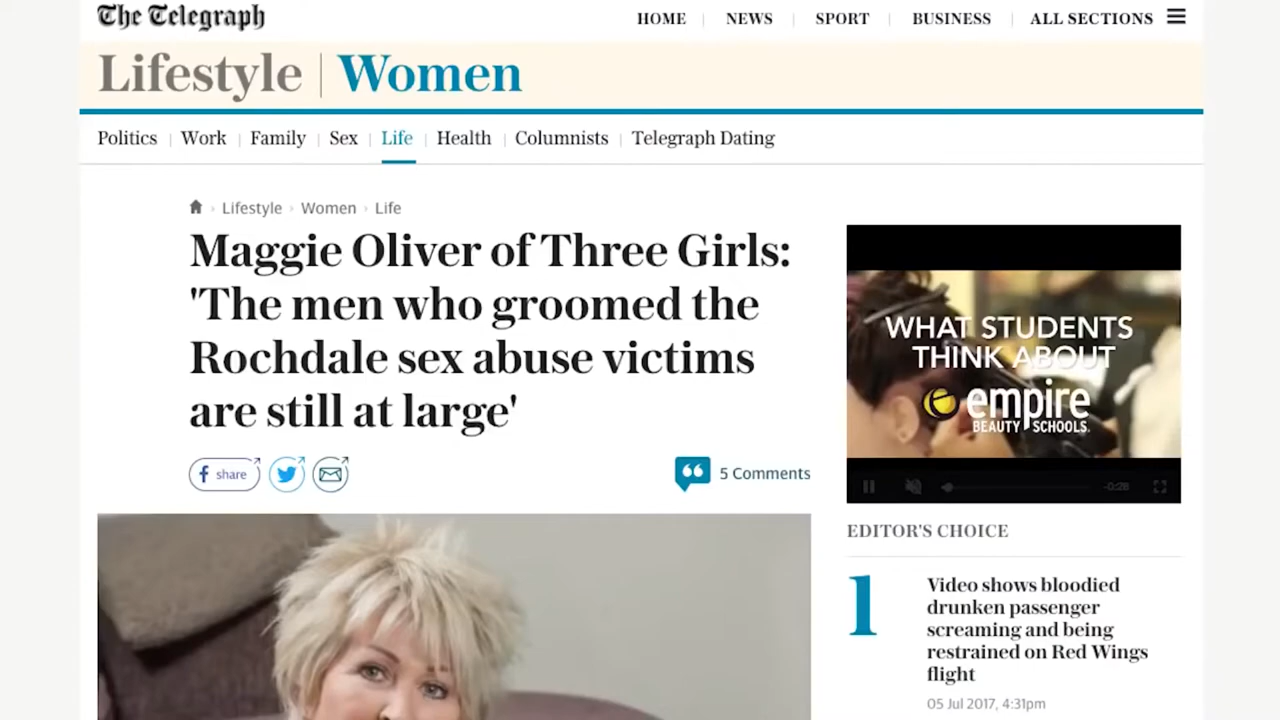 The Telegraph
HOME NEWS SPORT BUSINESS ALL SECTIONS
Lifestyle Women
Politics Work Family Sex Life Health Columnists Telegraph Dating
Lifestyle Women Life
Maggie Oliver of Three Girls:
'The men who groomed the
Rochdale sex abuse victims
are still at large'
share
5 Comments
WHAT STUDENTS
THINK ABOUT
empire
BEAUTY SCHOOLS.
-0:28
EDITOR'S CHOICE
1
Video shows bloodied
drunken passenger
screaming and being
restrained on Red Wings
flight
05 Jul 2017, 4:31pm